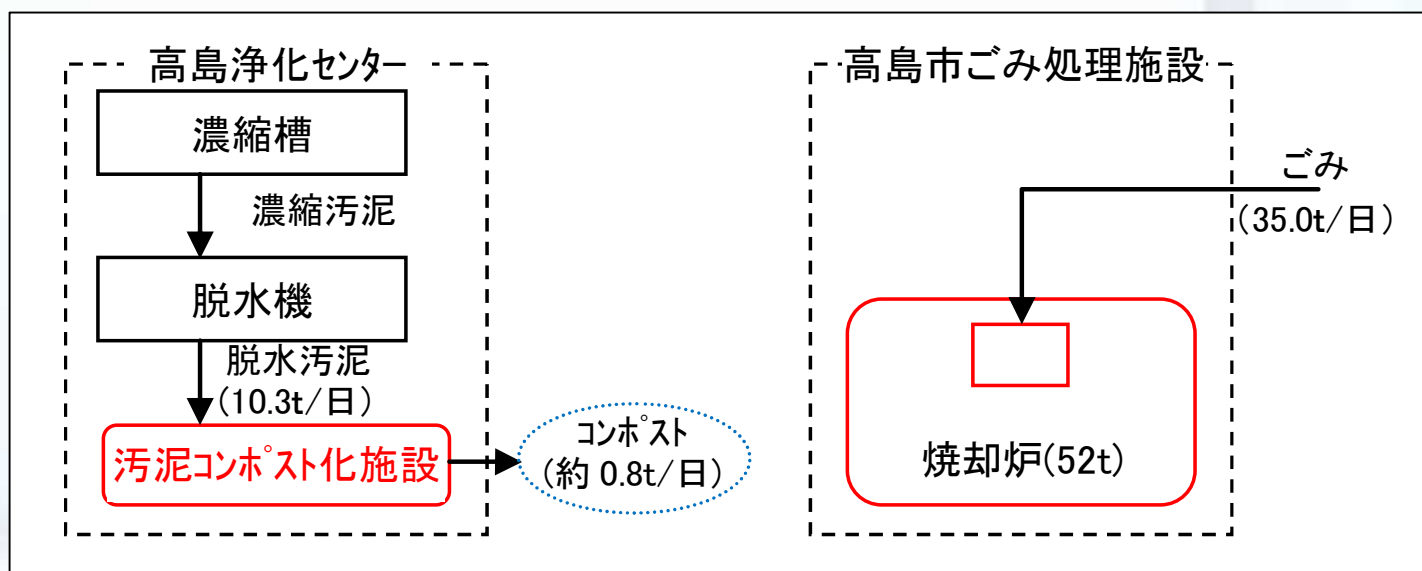 高島浄化センター
濃縮槽
濃縮汚泥
脱水機
脱水汚泥
(10.3t/日)
汚泥コンポスト化施設
コンポスト
(約 0.8t/日)
高島市ごみ処理施設
ごみ
(35.0t/日)
焼却炉(52t)